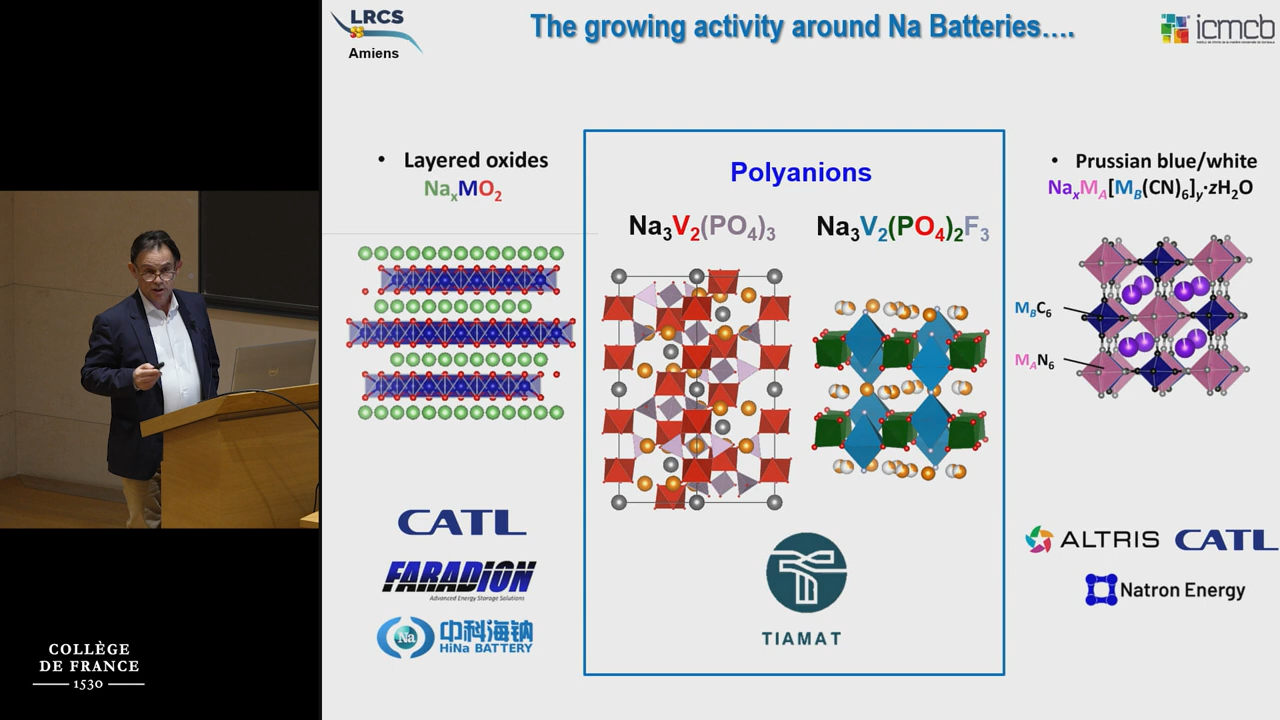 LRCS
Amiens
The growing activity around Na Batteries....
icmcb
• Layered oxides
NaxMO2
Polyanions
Na3V2(PO4)3
Na3V2(PO4)2F3
• Prussian blue/white
NaxMA[MB(CN)6]y·zH2O
MBC6
MAN6
CATL
FARADION
Advanced Energy Storage Solutions
Na
中科海钠
HiNa BATTERY
TIAMAT
ALTRIS
CATL
Natron Energy
COLLÈGE
DE FRANCE
1530